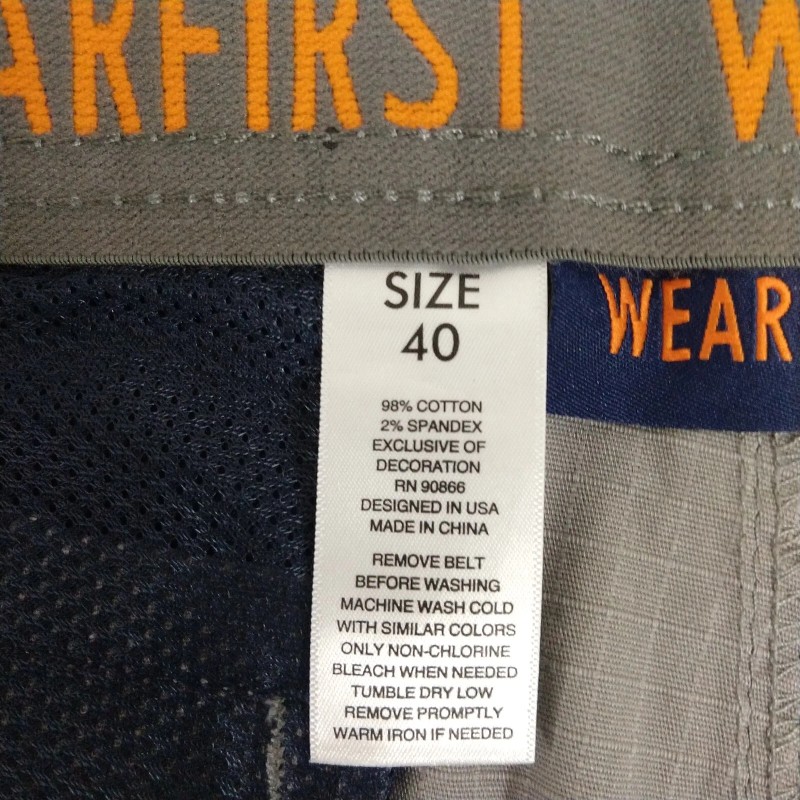 ARFIRST W
SIZE
40
WEAR
98% COTTON
2% SPANDEX
EXCLUSIVE OF
DECORATION
RN 90866
DESIGNED IN USA
MADE IN CHINA
REMOVE BELT
BEFORE WASHING
MACHINE WASH COLD
WITH SIMILAR COLORS
ONLY NON-CHLORINE
BLEACH WHEN NEEDED
TUMBLE DRY LOW
REMOVE PROMPTLY
WARM IRON IF NEEDED